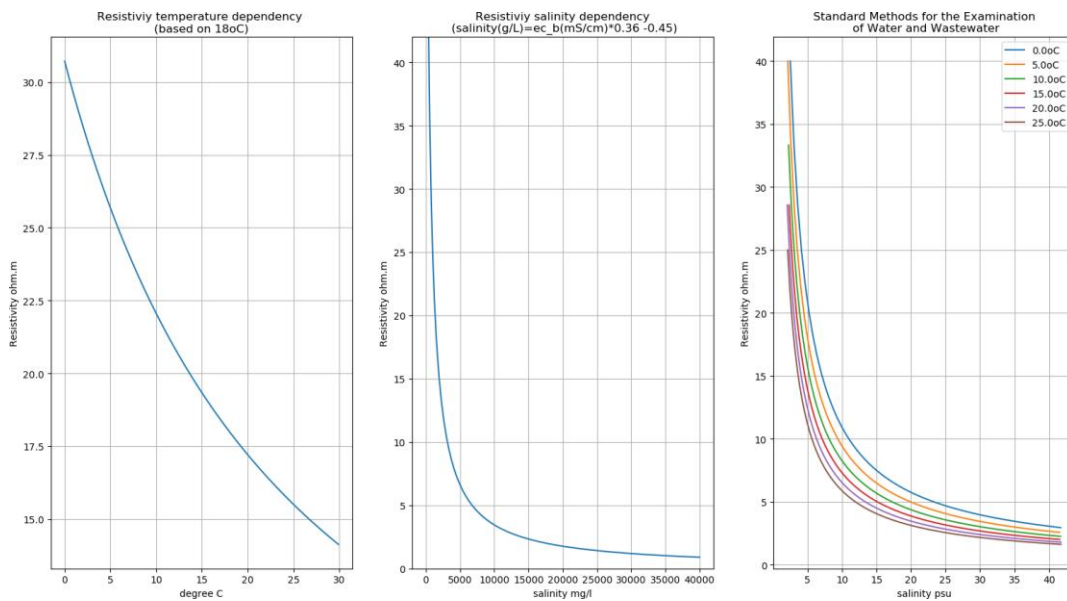 Resistiviy temperature dependency
(based on 18oC)
30.0
27.5
25.0
22.5
20.0
17.5
15.0
Resistivity ohm.m
0 5 10 15 20 25 30
degree C
Resistiviy salinity dependency
(salinity(g/L)=ec_b(mS/cm)*0.36 -0.45)
40
35
30
25
20
15
10
5
0
Resistivity ohm.m
0 5000 10000 15000 20000 25000 30000 35000 40000
salinity mg/l
Standard Methods for the Examination
of Water and Wastewater
0.0oC
5.0oC
10.0oC
15.0oC
20.0oC
25.0oC
40
35
30
25
20
15
10
5
0
Resistivity ohm.m
5 10 15 20 25 30 35 40
salinity psu